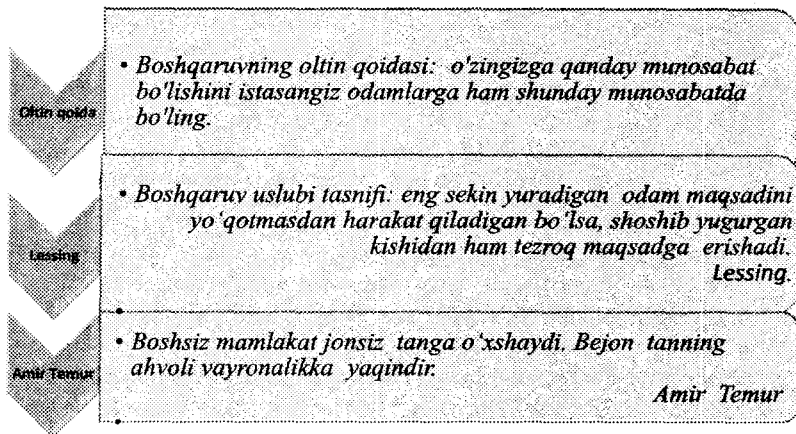 Oltin qoida
• Boshqaruvning oltin qoidasi: o'zingizga qanday munosabat
bo'lishini istasangiz odamlarga ham shunday munosabatda
bo'ling.
Lessing
• Boshqaruv uslubi tasnifi: eng sekin yuradigan odam maqsadini
yo‘qotmasdan harakat qiladigan bo‘lsa, shoshib yugurgan
kishidan ham tezroq maqsadga erishadi.
Lessing.
•
Amir Temur
• Boshsiz mamlakat jonsiz tanga o‘xshaydi. Bejon tanning
ahvoli vayronalikka yaqindir.
Amir Temur
•